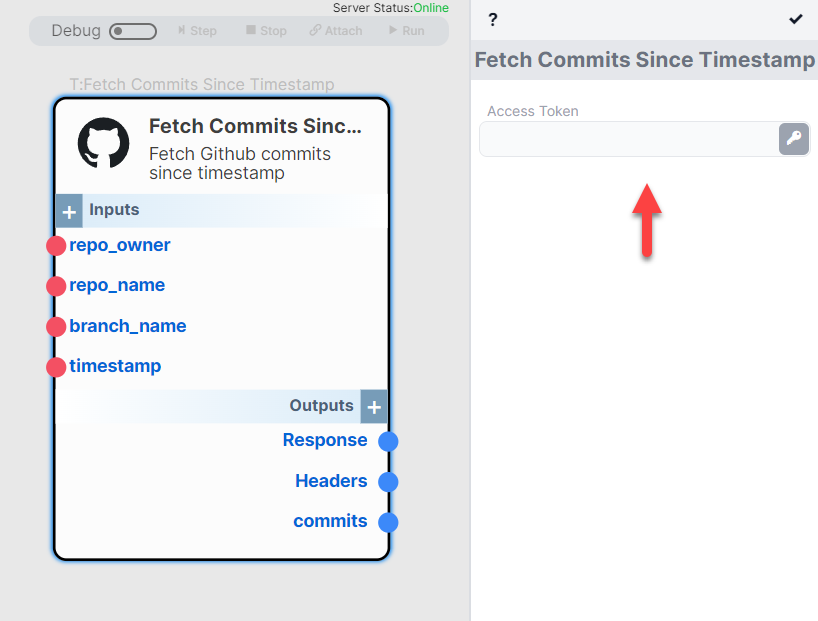 Server Status:Online
Debug Step Stop Attach Run
T:Fetch Commits Since Timestamp
Fetch Commits Sinc...
Fetch Github commits
since timestamp
+ Inputs
repo_owner
repo_name
branch_name
timestamp
Outputs +
Response
Headers
commits
?
Fetch Commits Since Timestamp
Access Token